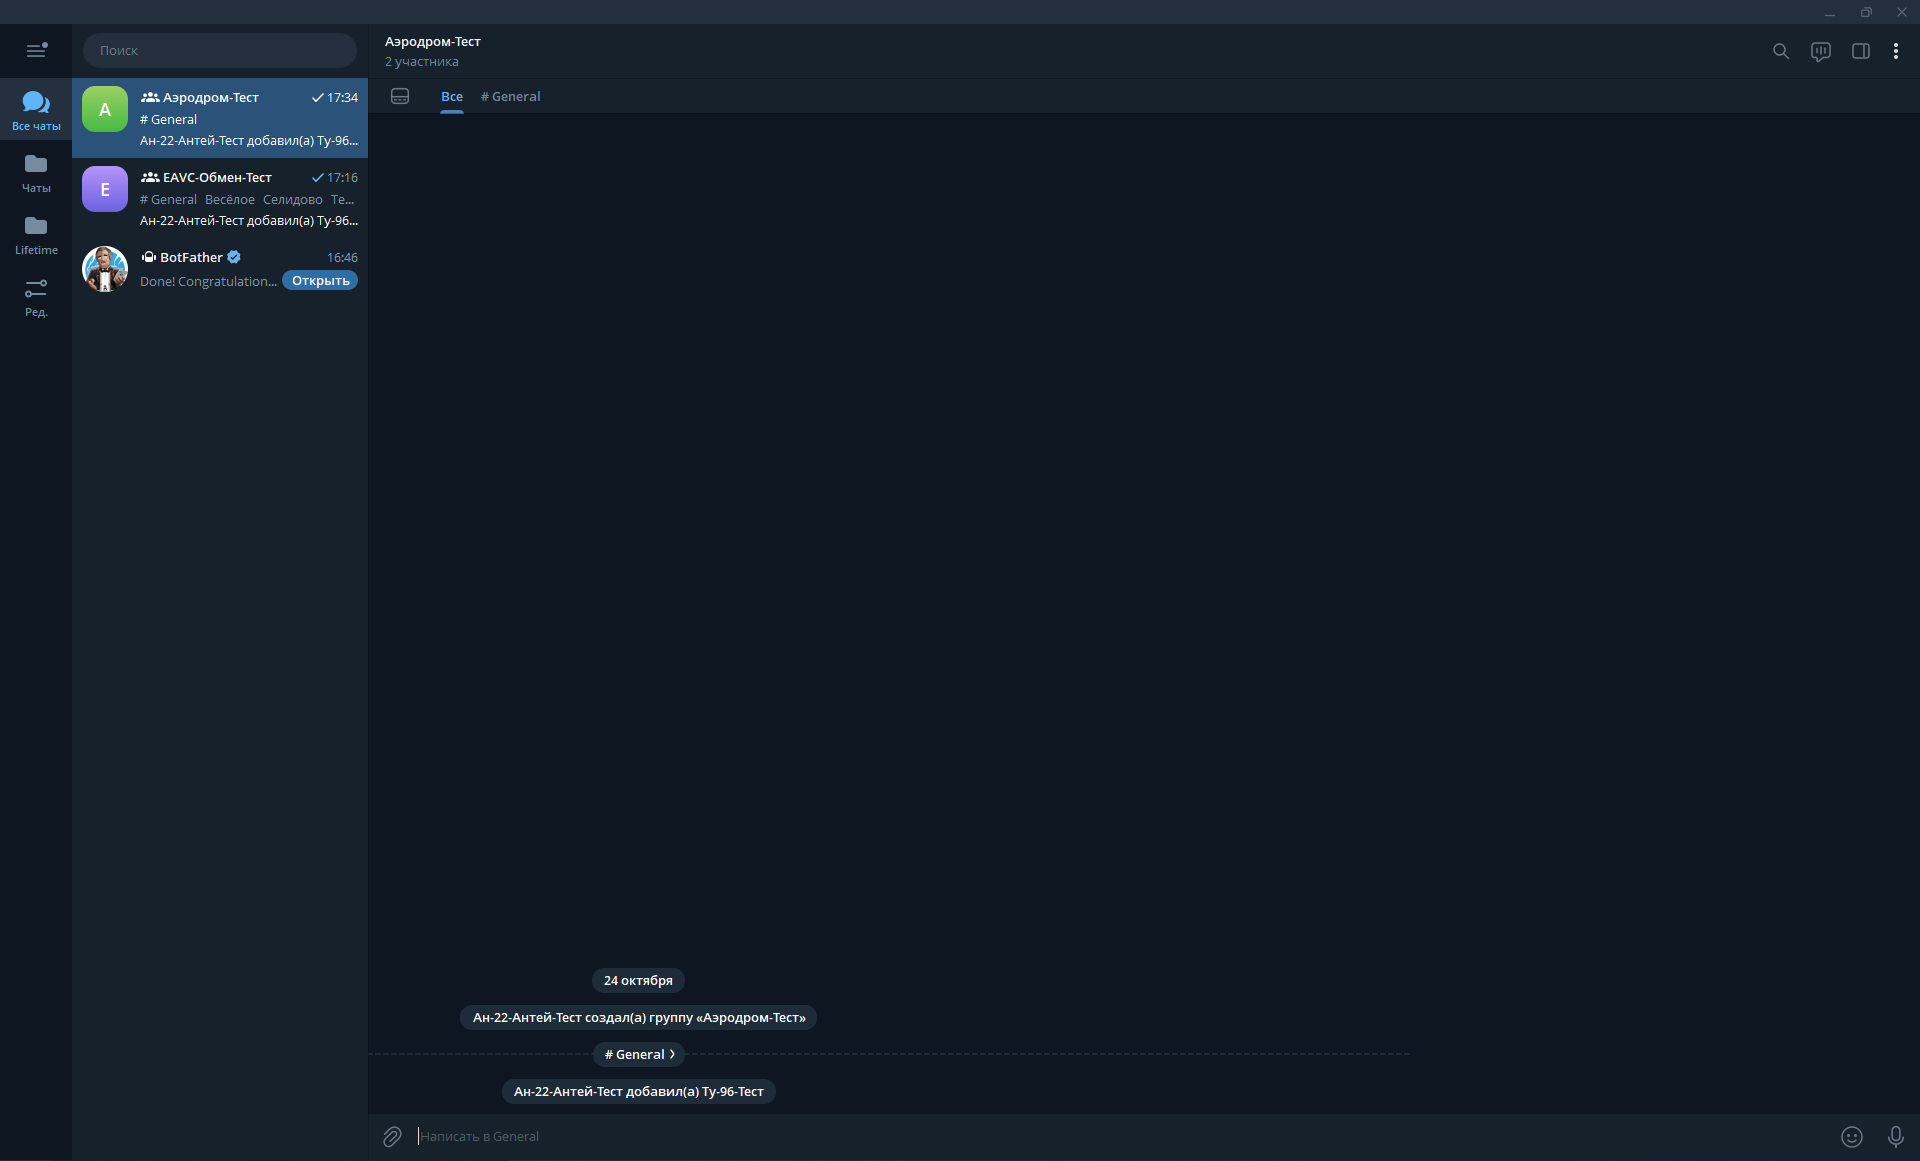 Поиск
Все чаты
Чаты
Lifetime
Ред.
А
Аэродром-Тест
17:34
# General
Ан-22-Антей-Тест добавил(а) Ту-96...
E
EAVC-Обмен-Тест
17:16
# General Весёлое Селидово Те...
Ан-22-Антей-Тест добавил(а) Ту-96...
BotFather
16:46
Done! Congratulation...
Открыть
Аэродром-Тест
2 участника
Все
# General
24 октября
Ан-22-Антей-Тест создал(а) группу «Аэродром-Тест»
# General
Ан-22-Антей-Тест добавил(а) Ту-96-Тест
Написать в General